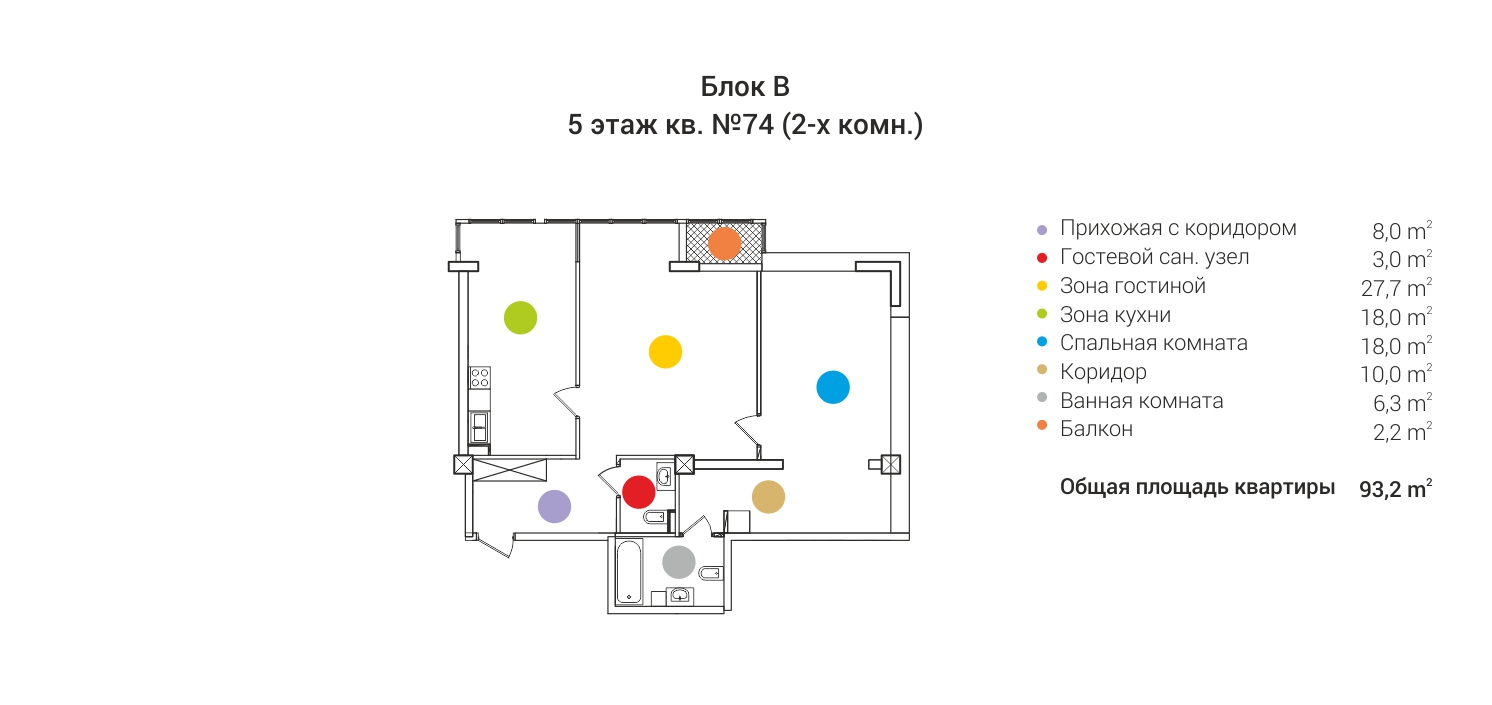 Блок В
5 этаж кв. №74 (2-х комн.)
Прихожая с коридором 8,0 m²
Гостевой сан. узел 3,0 m²
Зона гостиной 27,7 m²
Зона кухни 18,0 m²
Спальная комната 18,0 m²
Коридор 10,0 m²
Ванная комната 6,3 m²
Балкон 2,2 m²
Общая площадь квартиры 93,2 m²